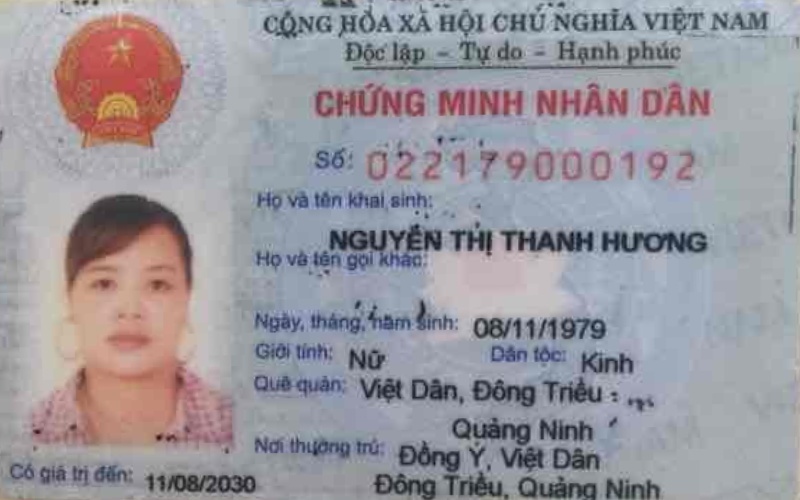 CỘNG HÒA XÃ HỘI CHỦ NGHĨA VIỆT NAM
Độc lập – Tự do – Hạnh phúc
CHỨNG MINH NHÂN DÂN
Số: 022179000192
Họ và tên khai sinh:
NGUYỄN THỊ THANH HƯƠNG
Họ và tên gọi khác:
Ngày, tháng, năm sinh: 08/11/1979
Giới tính: Nữ Dân tộc: Kinh
Quê quán: Việt Dân, Đông Triều
Quảng Ninh
Nơi thường trú: Đồng Ý, Việt Dân
Đông Triều, Quảng Ninh
Có giá trị đến: 11/08/2030